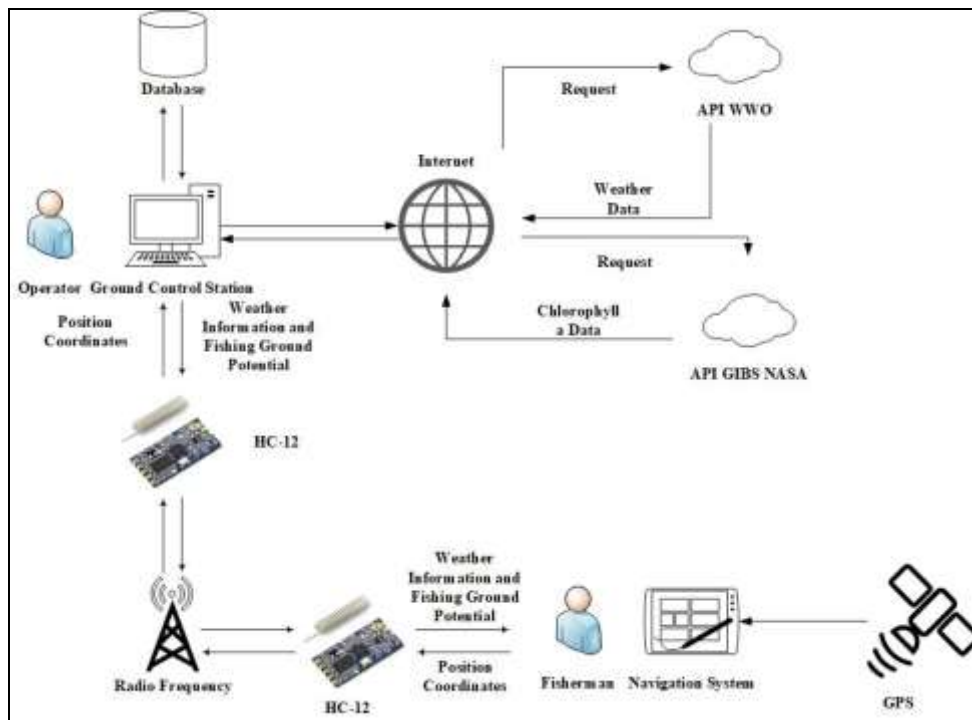 Database
Request
API WWO
Internet
Weather
Data
Request
Operator Ground Control Station
Position
Coordinates
Weather
Information and
Fishing Ground
Potential
Chlorophyll
a Data
API GIBS NASA
HC-12
Weather
Information and
Fishing Ground
Potential
Radio Frequency
HC-12
Position
Coordinates
Fisherman
Navigation System
GPS